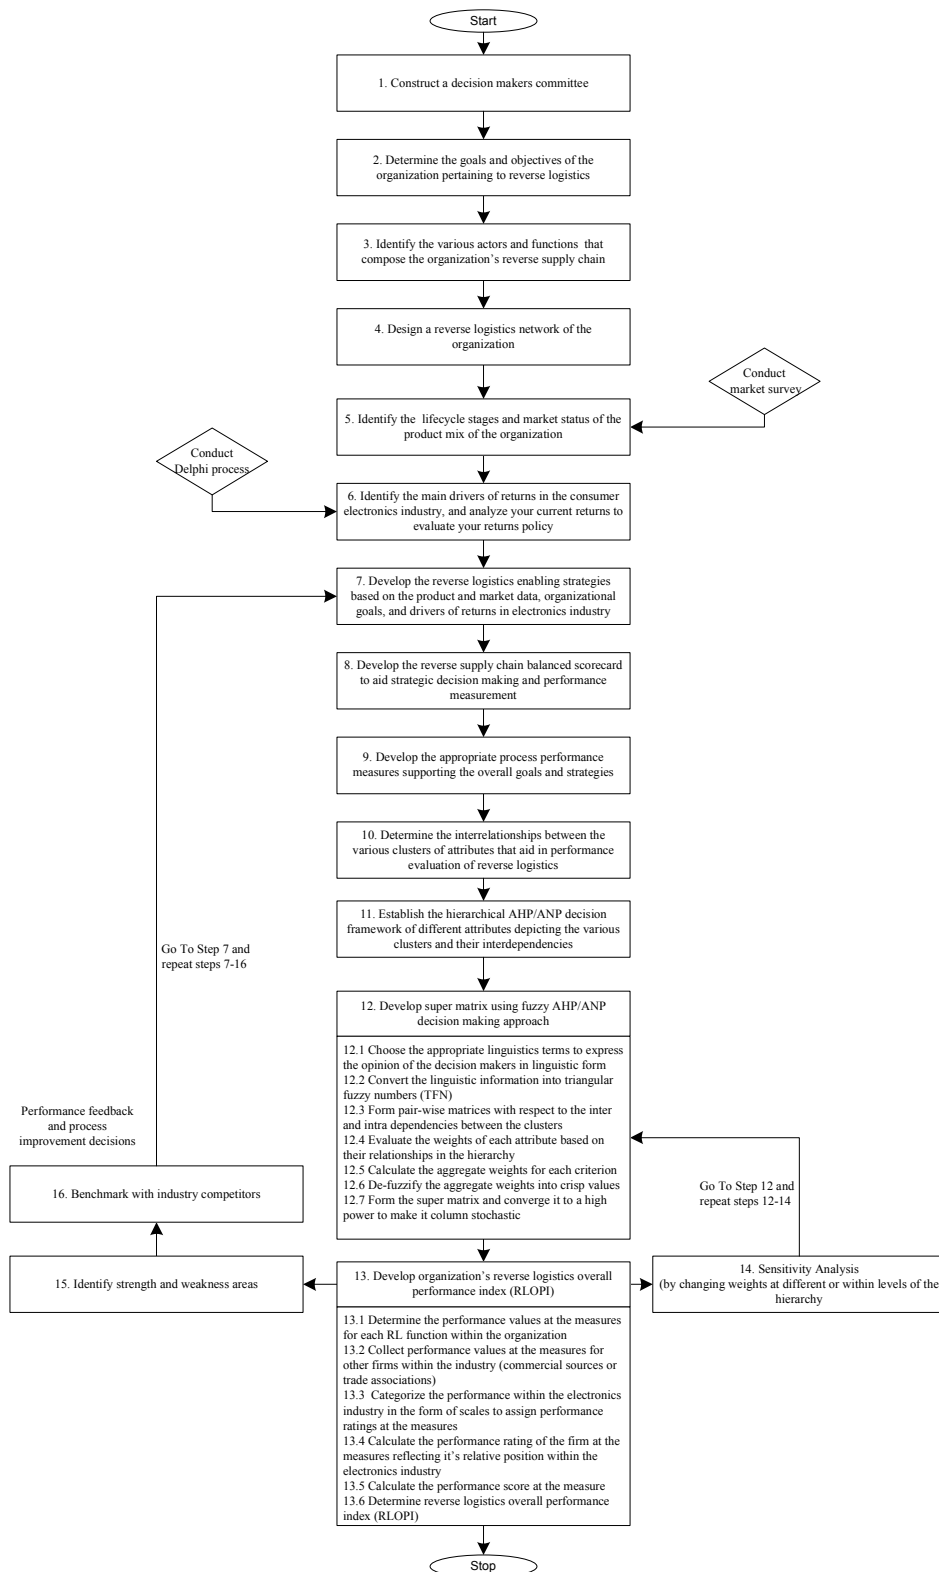 Start
1. Construct a decision makers committee
2. Determine the goals and objectives of the
organization pertaining to reverse logistics
3. Identify the various actors and functions that
compose the organization's reverse supply chain
4. Design a reverse logistics network of the
organization
Conduct
market survey
5. Identify the lifecycle stages and market status of the
product mix of the organization
Conduct
Delphi process
6. Identify the main drivers of returns in the consumer
electronics industry, and analyze your current returns to
evaluate your returns policy
7. Develop the reverse logistics enabling strategies
based on the product and market data, organizational
goals, and drivers of returns in electronics industry
8. Develop the reverse supply chain balanced scorecard
to aid strategic decision making and performance
measurement
9. Develop the appropriate process performance
measures supporting the overall goals and strategies
10. Determine the interrelationships between the
various clusters of attributes that aid in performance
evaluation of reverse logistics
11. Establish the hierarchical AHP/ANP decision
framework of different attributes depicting the various
clusters and their interdependencies
Go To Step 7 and
repeat steps 7-16
12. Develop super matrix using fuzzy AHP/ANP
decision making approach
12.1 Choose the appropriate linguistics terms to express
the opinion of the decision makers in linguistic form
12.2 Convert the linguistic information into triangular
fuzzy numbers (TFN)
12.3 Form pair-wise matrices with respect to the inter
and intra dependencies between the clusters
12.4 Evaluate the weights of each attribute based on
their relationships in the hierarchy
12.5 Calculate the aggregate weights for each criterion
12.6 De-fuzzify the aggregate weights into crisp values
12.7 Form the super matrix and converge it to a high
power to make it column stochastic
Performance feedback
and process
improvement decisions
16. Benchmark with industry competitors
Go To Step 12 and
repeat steps 12-14
15. Identify strength and weakness areas
13. Develop organization's reverse logistics overall
performance index (RLOPI)
14. Sensitivity Analysis
(by changing weights at different or within levels of the
hierarchy
13.1 Determine the performance values at the measures
for each RL function within the organization
13.2 Collect performance values at the measures for
other firms within the industry (commercial sources or
trade associations)
13.3 Categorize the performance within the electronics
industry in the form of scales to assign performance
ratings at the measures
13.4 Calculate the performance rating of the firm at the
measures reflecting it's relative position within the
electronics industry
13.5 Calculate the performance score at the measure
13.6 Determine reverse logistics overall performance
index (RLOPI)
Stop